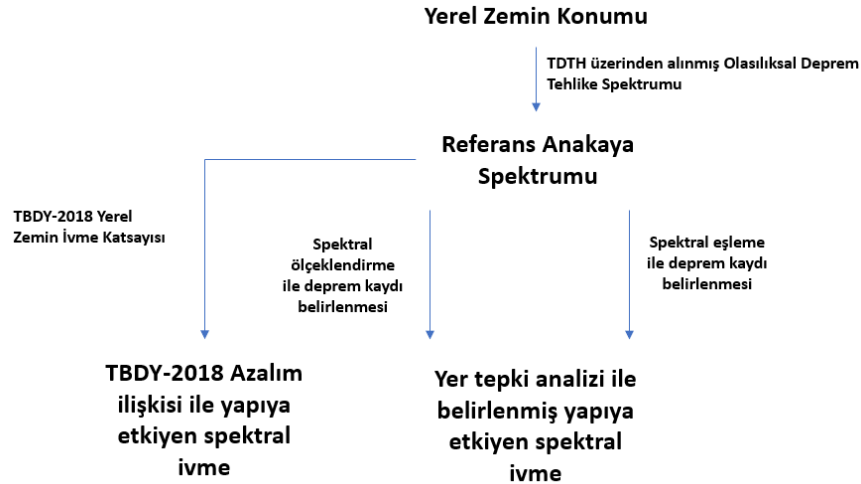 Yerel Zemin Konumu
TDTH üzerinden alınmış Olasılıksal Deprem
Tehlike Spektrumu
Referans Anakaya
Spektrumu
TBDY-2018 Yerel
Zemin İvme Katsayısı
Spektral
ölçeklendirme
ile deprem kaydı
belirlenmesi
Spektral eşleme
ile deprem kaydı
belirlenmesi
TBDY-2018 Azalım
ilişkisi ile yapıya
etkiyen spektral
ivme
Yer tepki analizi ile
belirlenmiş yapıya
etkiyen spektral
ivme